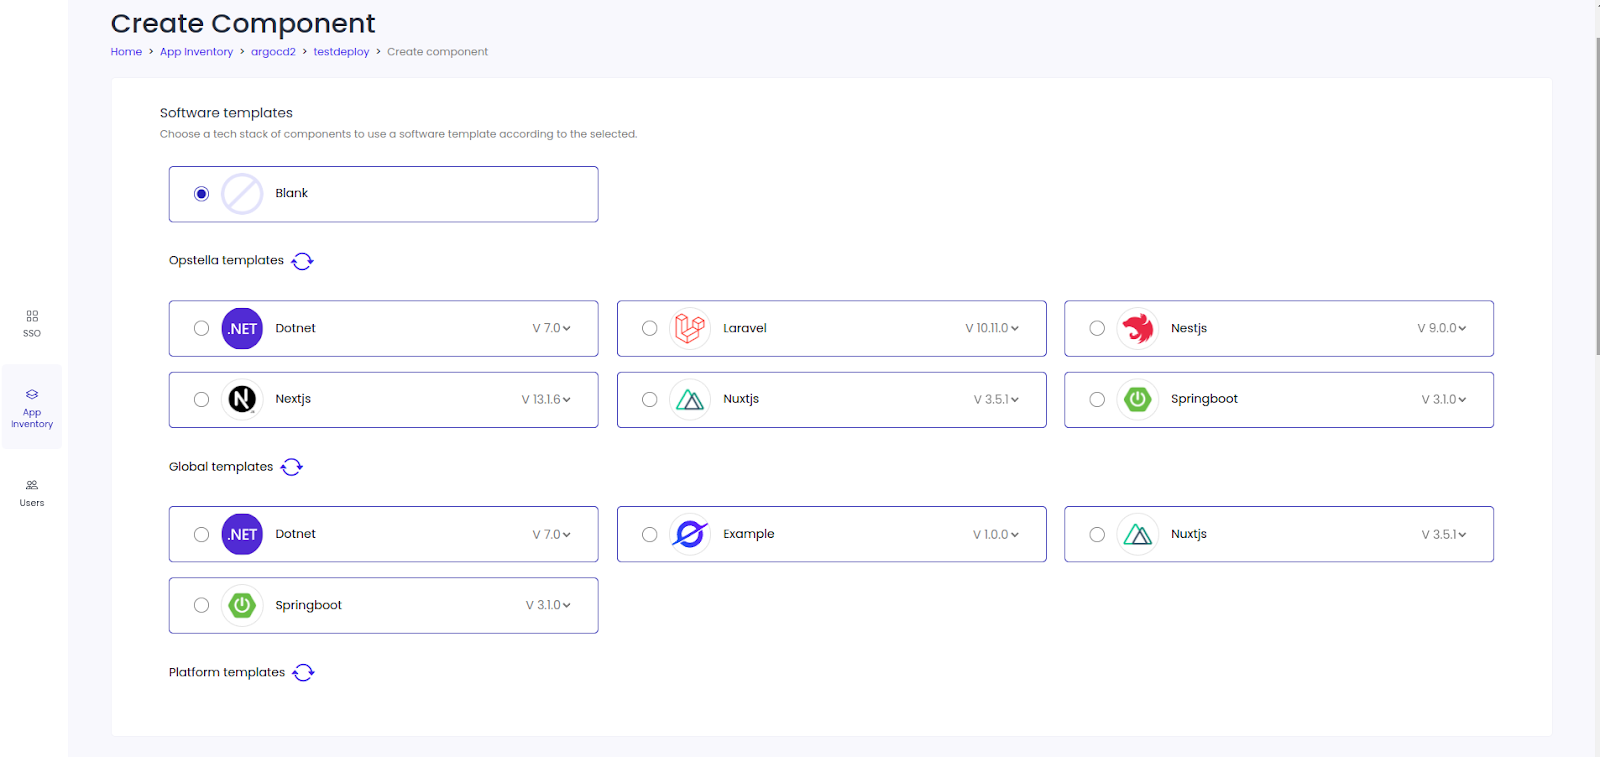 Create Component
Home > App Inventory > argocd2 > testdeploy > Create component
Software templates
Choose a tech stack of components to use a software template according to the selected.
Blank
Opstella templates
.NET Dotnet V 7.0
Laravel V 10.11.0
Nestjs V 9.0.0
Nextjs V 13.1.6
Nuxtjs V 3.5.1
Springboot V 3.1.0
Global templates
.NET Dotnet V 7.0
Example V 1.0.0
Nuxtjs V 3.5.1
Springboot V 3.1.0
Platform templates
SSO
App
Inventory
Users